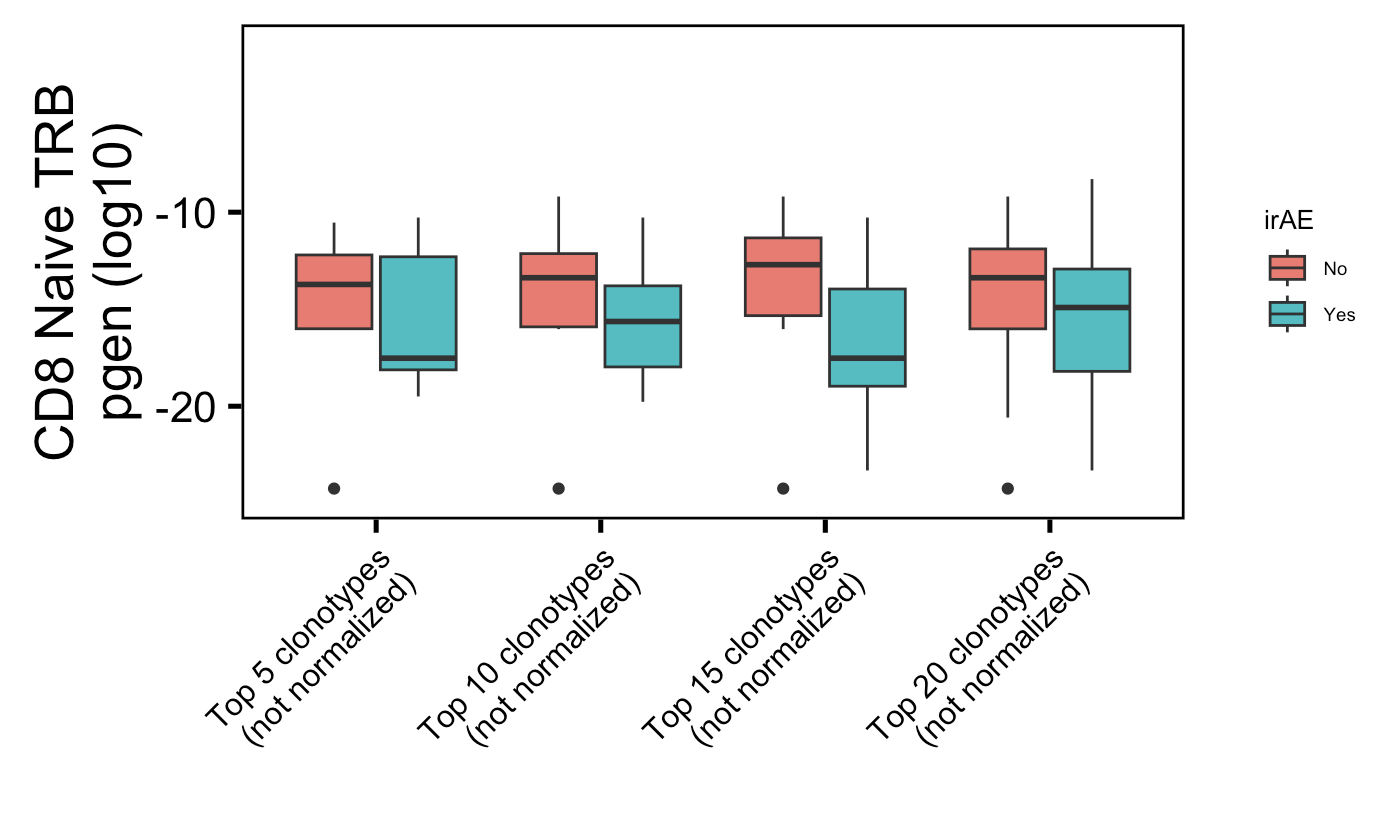 CD8 Naive TRB
pgen (log10)
-10
-20
Top 5 clonotypes
(not normalized)
Top 10 clonotypes
(not normalized)
Top 15 clonotypes
(not normalized)
Top 20 clonotypes
(not normalized)
irAE
No
Yes